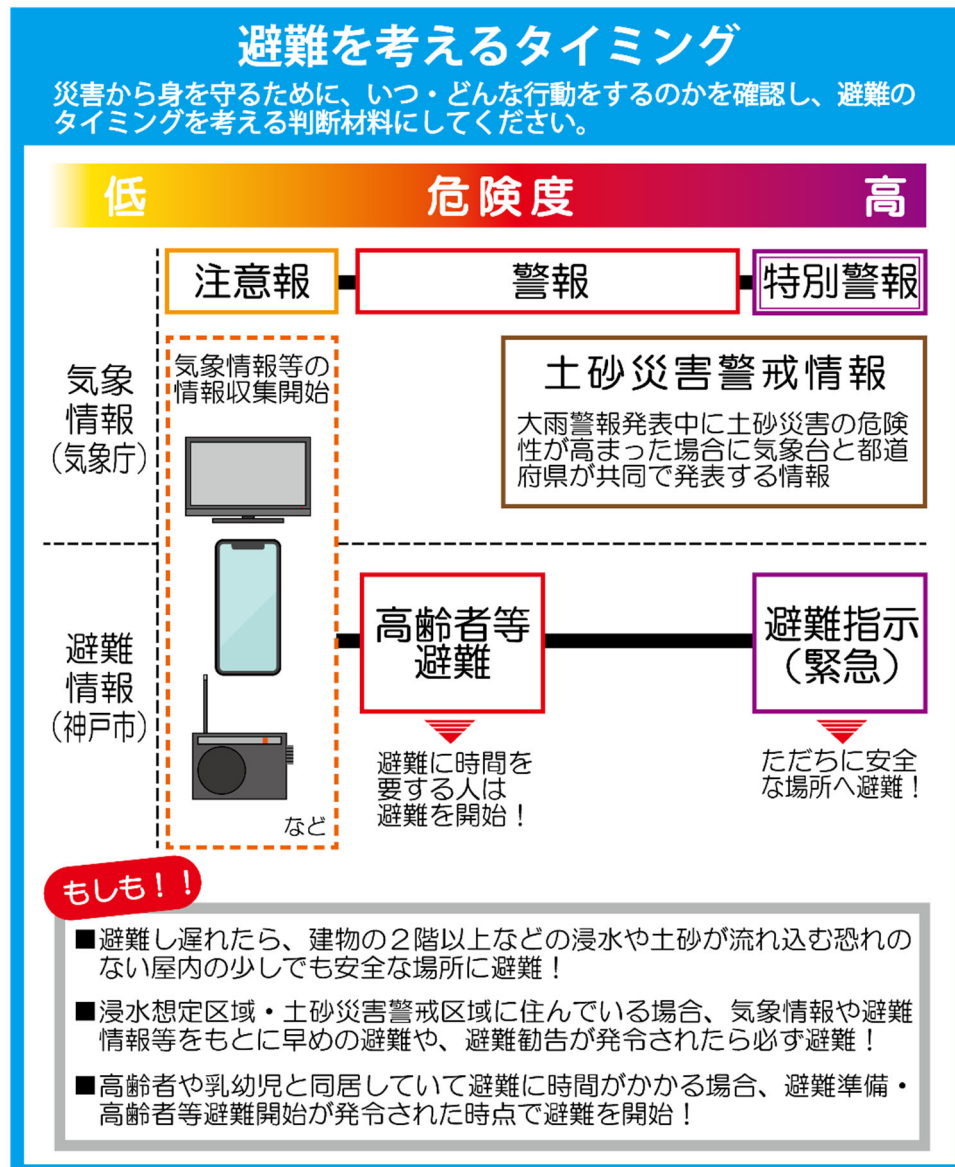 避難を考えるタイミング
災害から身を守るために、いつ・どんな行動をするのかを確認し、避難の
タイミングを考える判断材料にしてください。
低
危険度
高
注意報
警報
特別警報
気象
情報
（気象庁）
気象情報等の
情報収集開始
土砂災害警戒情報
大雨警報発表中に土砂災害の危険
性が高まった場合に気象台と都道
府県が共同で発表する情報
避難
情報
（神戸市）
など
高齢者等
避難
避難に時間を
要する人は
避難を開始！
避難指示
（緊急）
ただちに安全
な場所へ避難！
もしも！！
■避難し遅れたら、建物の２階以上などの浸水や土砂が流れ込む恐れの
ない屋内の少しでも安全な場所に避難！
■浸水想定区域・土砂災害警戒区域に住んでいる場合、気象情報や避難
情報等をもとに早めの避難や、避難勧告が発令されたら必ず避難！
■高齢者や乳幼児と同居していて避難に時間がかかる場合、避難準備・
高齢者等避難開始が発令された時点で避難を開始！